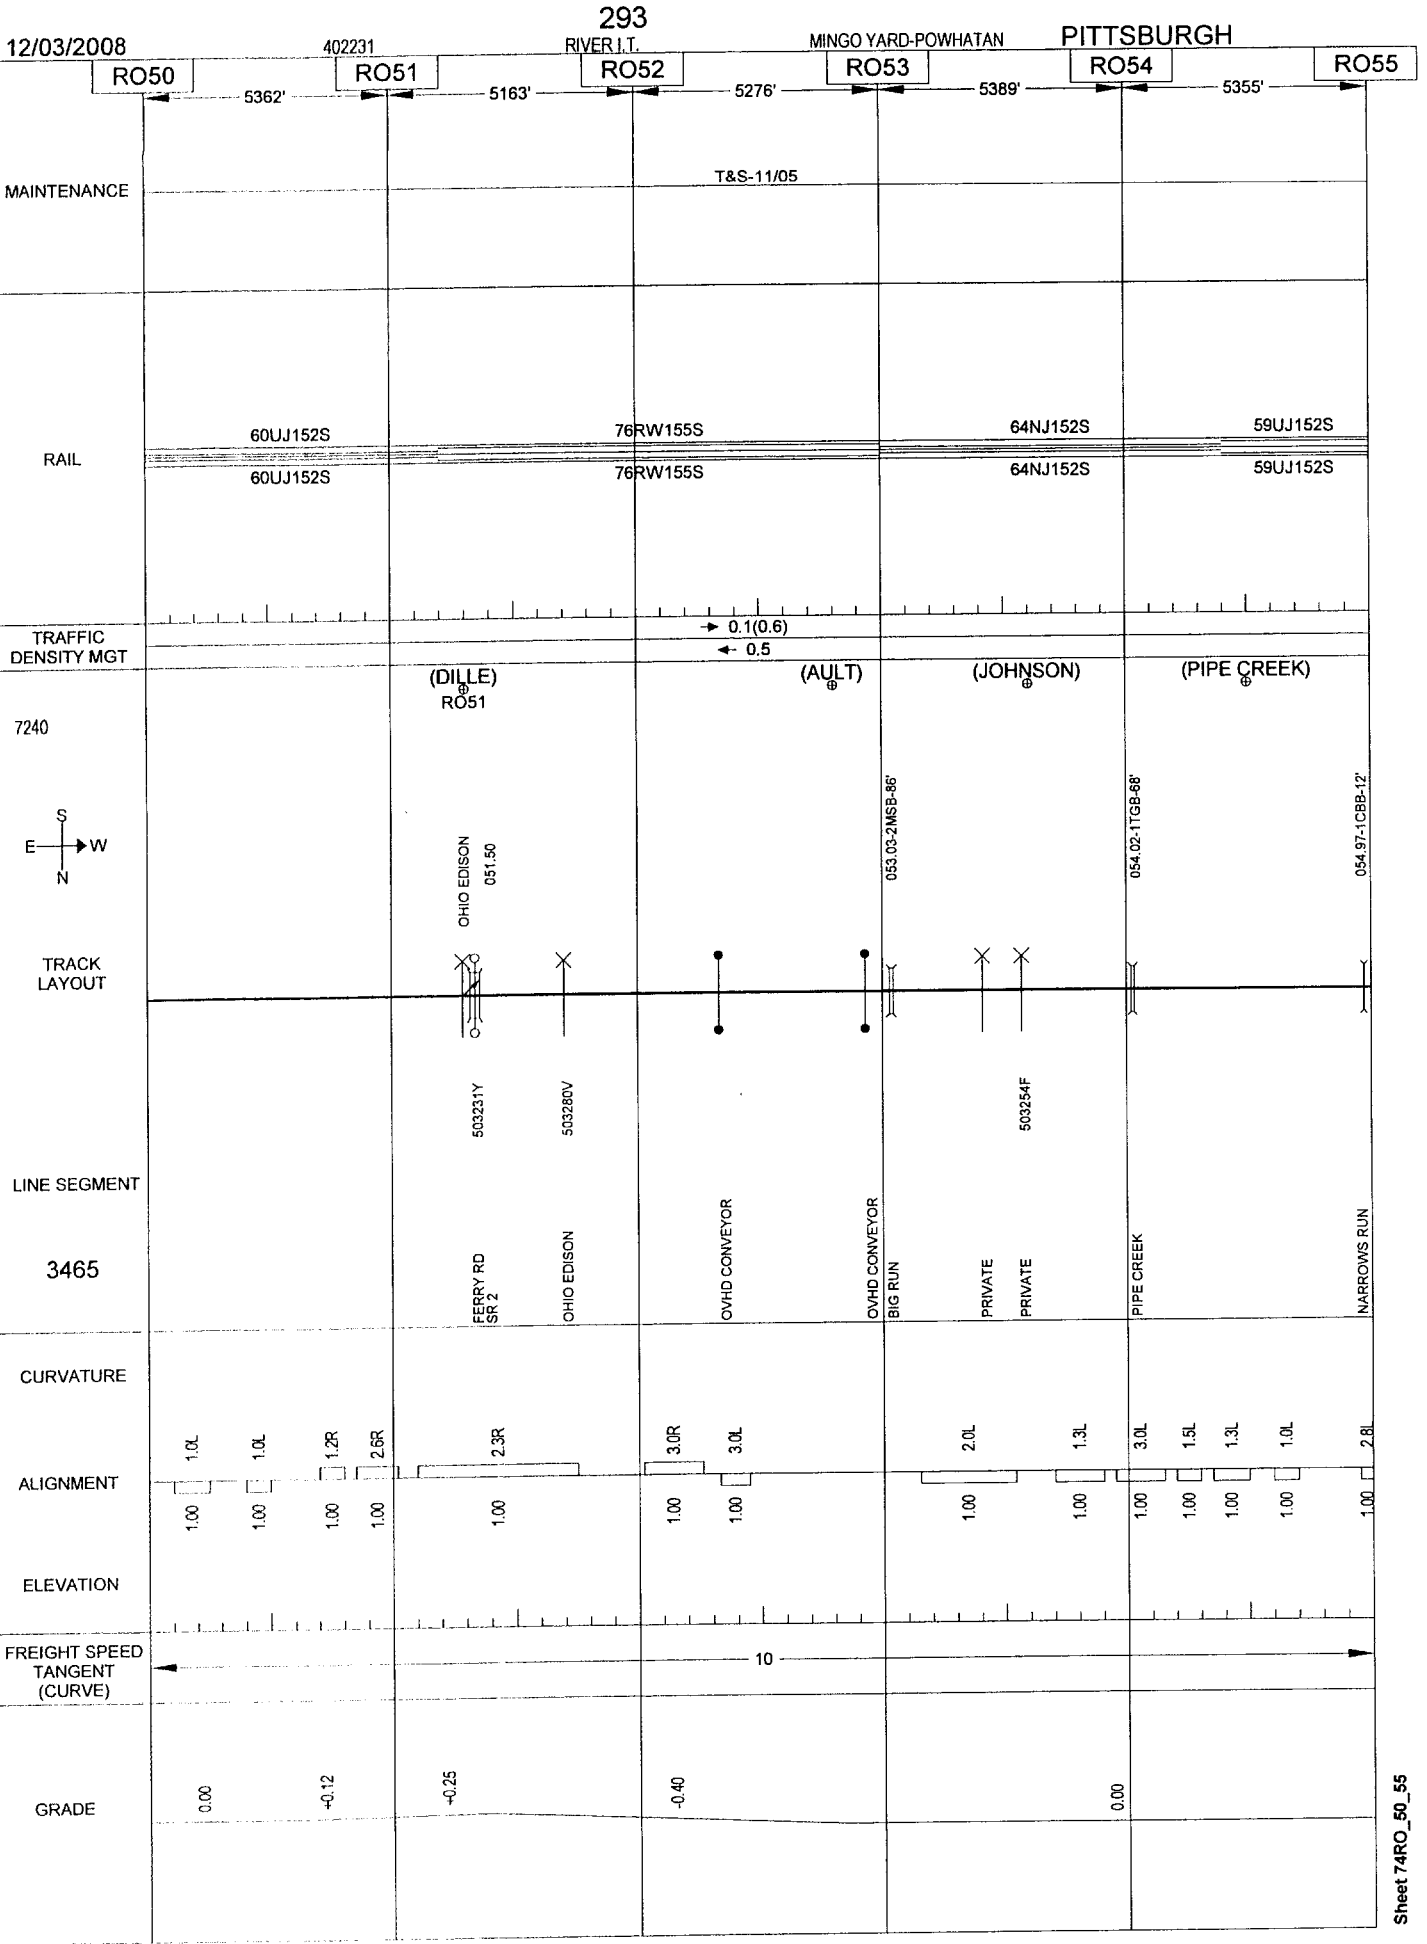 293
12/03/2008 402231 RIVER I.T. MINGO YARD-POWHATAN PITTSBURGH
RO50 RO51 RO52 RO53 RO54 RO55
5362' 5163' 5276' 5389' 5355'
MAINTENANCE T&S-11/05
60UJ152S 76RW155S 64NJ152S 59UJ152S
RAIL
60UJ152S 76RW155S 64NJ152S 59UJ152S
TRAFFIC
DENSITY MGT
0.1(0.6)
0.5
(DILLE) (AULT) (JOHNSON) (PIPE CREEK)
RO51
7240
S
E W
N
OHIO EDISON
051.50
053.03-2MSB-86'
054.02-1TGB-68'
054.97-1CBB-12'
TRACK
LAYOUT
503231Y
503280V
503254F
LINE SEGMENT
3465
FERRY RD
SR 2
OHIO EDISON
OVHD CONVEYOR
OVHD CONVEYOR
BIG RUN
PRIVATE
PRIVATE
PIPE CREEK
NARROWS RUN
CURVATURE
1.0L 1.0L 1.2R 2.6R 2.3R 3.0R 3.0L 2.0L 1.3L 3.0L 1.5L 1.3L 1.0L 2.8L
ALIGNMENT
1.00 1.00 1.00 1.00 1.00 1.00 1.00 1.00 1.00 1.00 1.00 1.00 1.00 1.00
ELEVATION
FREIGHT SPEED
TANGENT
(CURVE)
10
GRADE
0.00 +0.12 +0.25 -0.40 0.00
Sheet 74RO_50_55